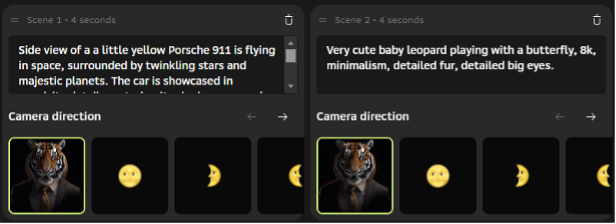 Scene 1 • 4 seconds
Side view of a a little yellow Porsche 911 is flying
in space, surrounded by twinkling stars and
majestic planets. The car is showcased in
Camera direction
Scene 2 • 4 seconds
Very cute baby leopard playing with a butterfly, 8k,
minimalism, detailed fur, detailed big eyes.
Camera direction